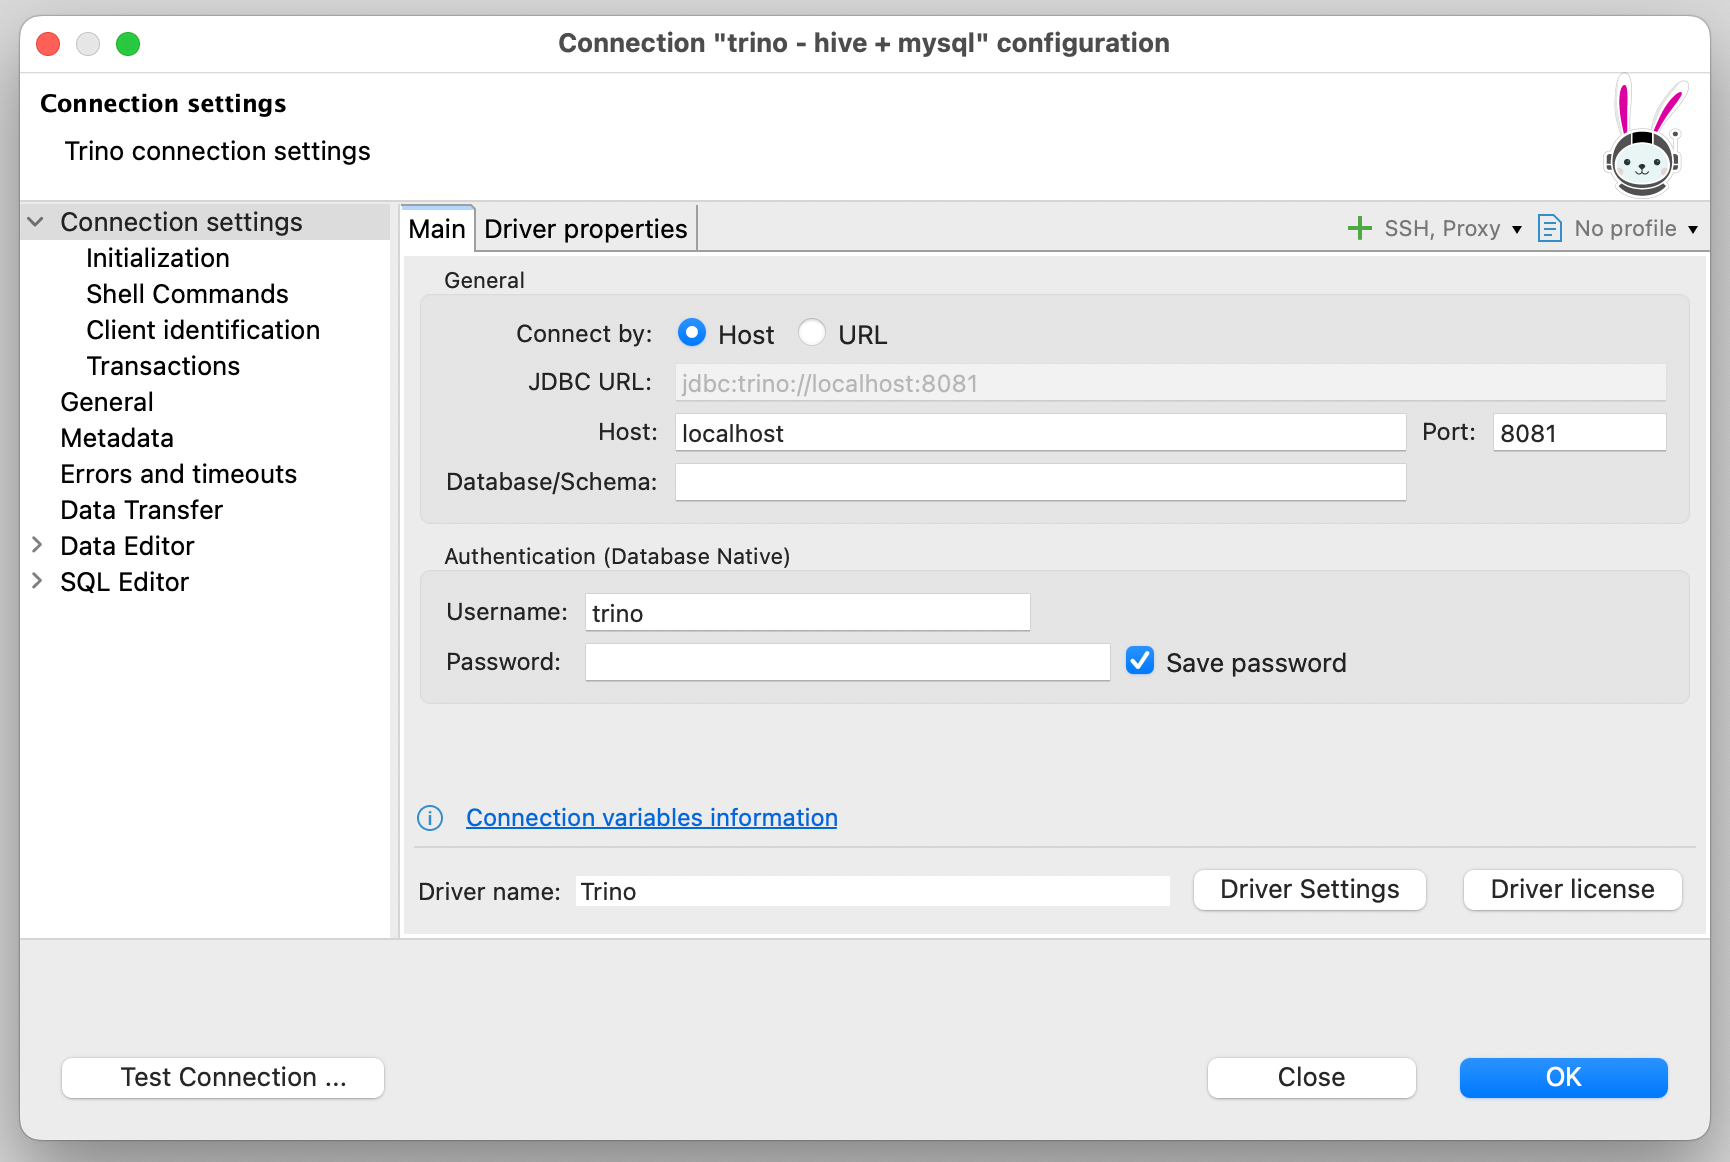 Connection "trino - hive + mysql" configuration
Connection settings
Trino connection settings
Connection settings
Initialization
Shell Commands
Client identification
Transactions
General
Metadata
Errors and timeouts
Data Transfer
Data Editor
SQL Editor
Main Driver properties SSH, Proxy No profile
General
Connect by: Host URL
JDBC URL: jdbc:trino://localhost:8081
Host: localhost Port: 8081
Database/Schema:
Authentication (Database Native)
Username: trino
Password: Save password
Connection variables information
Driver name: Trino Driver Settings Driver license
Test Connection ... Close OK